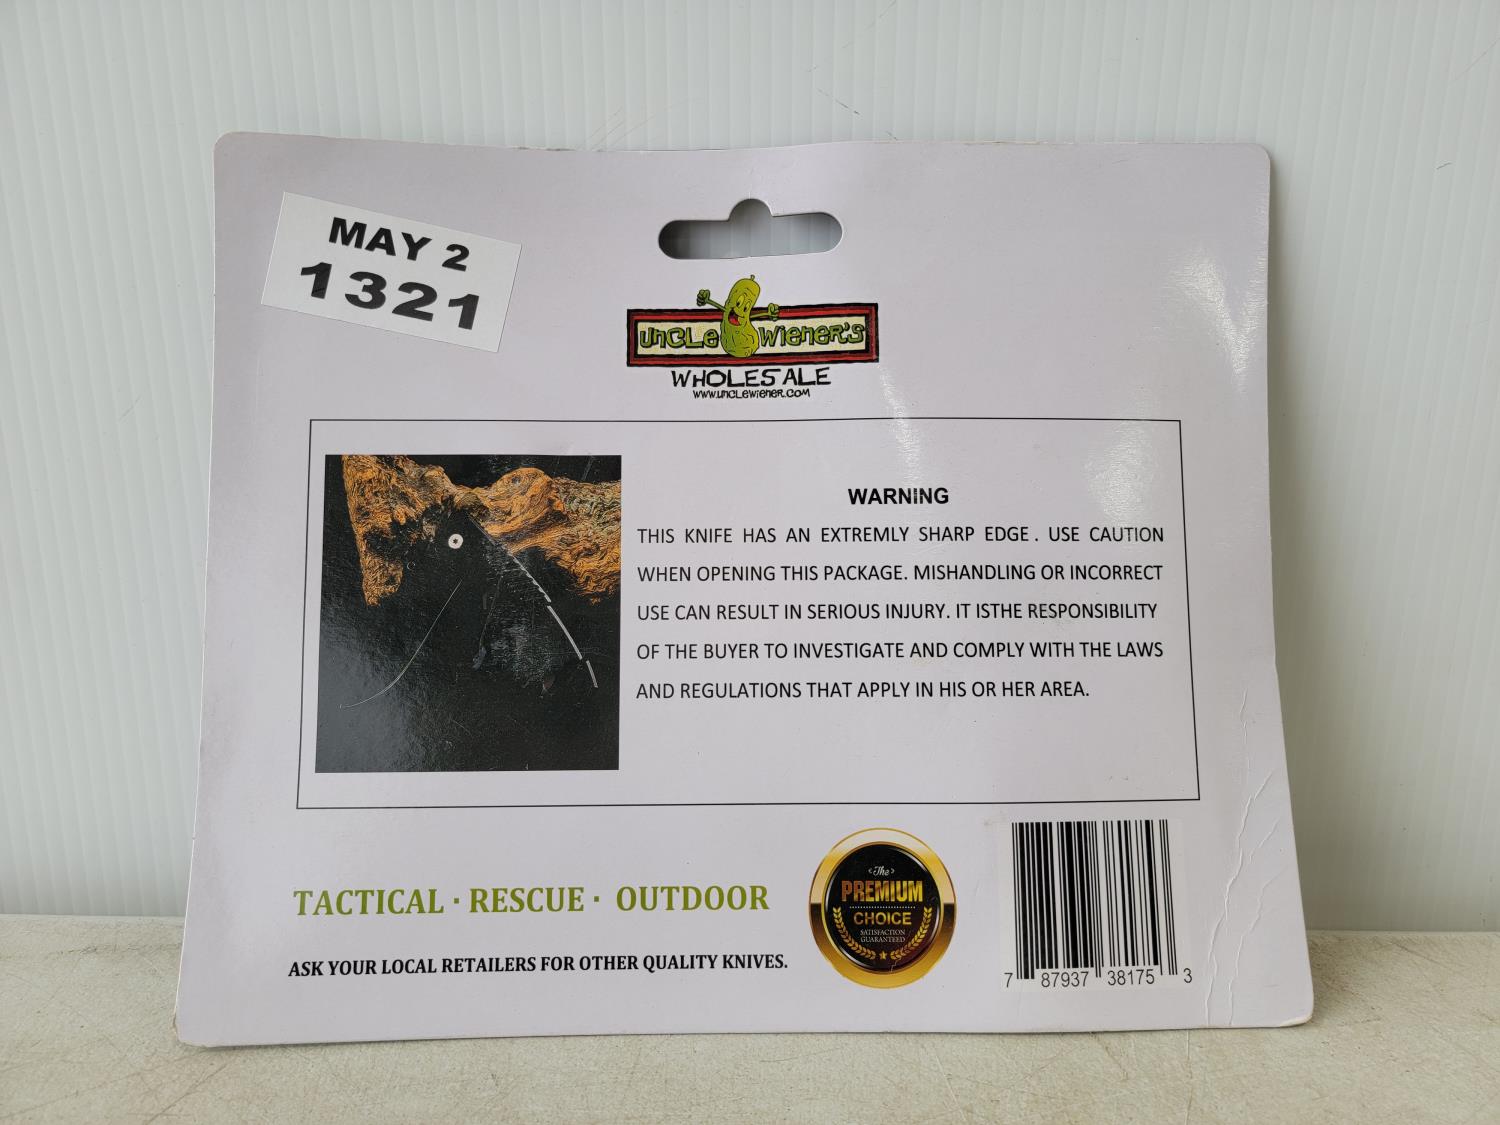 MAY 2
1321
UNCLE WIENER'S
WHOLESALE
WWW.UNCLEWIENER.COM
WARNING
THIS KNIFE HAS AN EXTREMLY SHARP EDGE . USE CAUTION
WHEN OPENING THIS PACKAGE. MISHANDLING OR INCORRECT
USE CAN RESULT IN SERIOUS INJURY. IT ISTHE RESPONSIBILITY
OF THE BUYER TO INVESTIGATE AND COMPLY WITH THE LAWS
AND REGULATIONS THAT APPLY IN HIS OR HER AREA.
TACTICAL · RESCUE · OUTDOOR
ASK YOUR LOCAL RETAILERS FOR OTHER QUALITY KNIVES.
The
PREMIUM
CHOICE
SATISFACTION
GUARANTEED
7 87937 38175 3